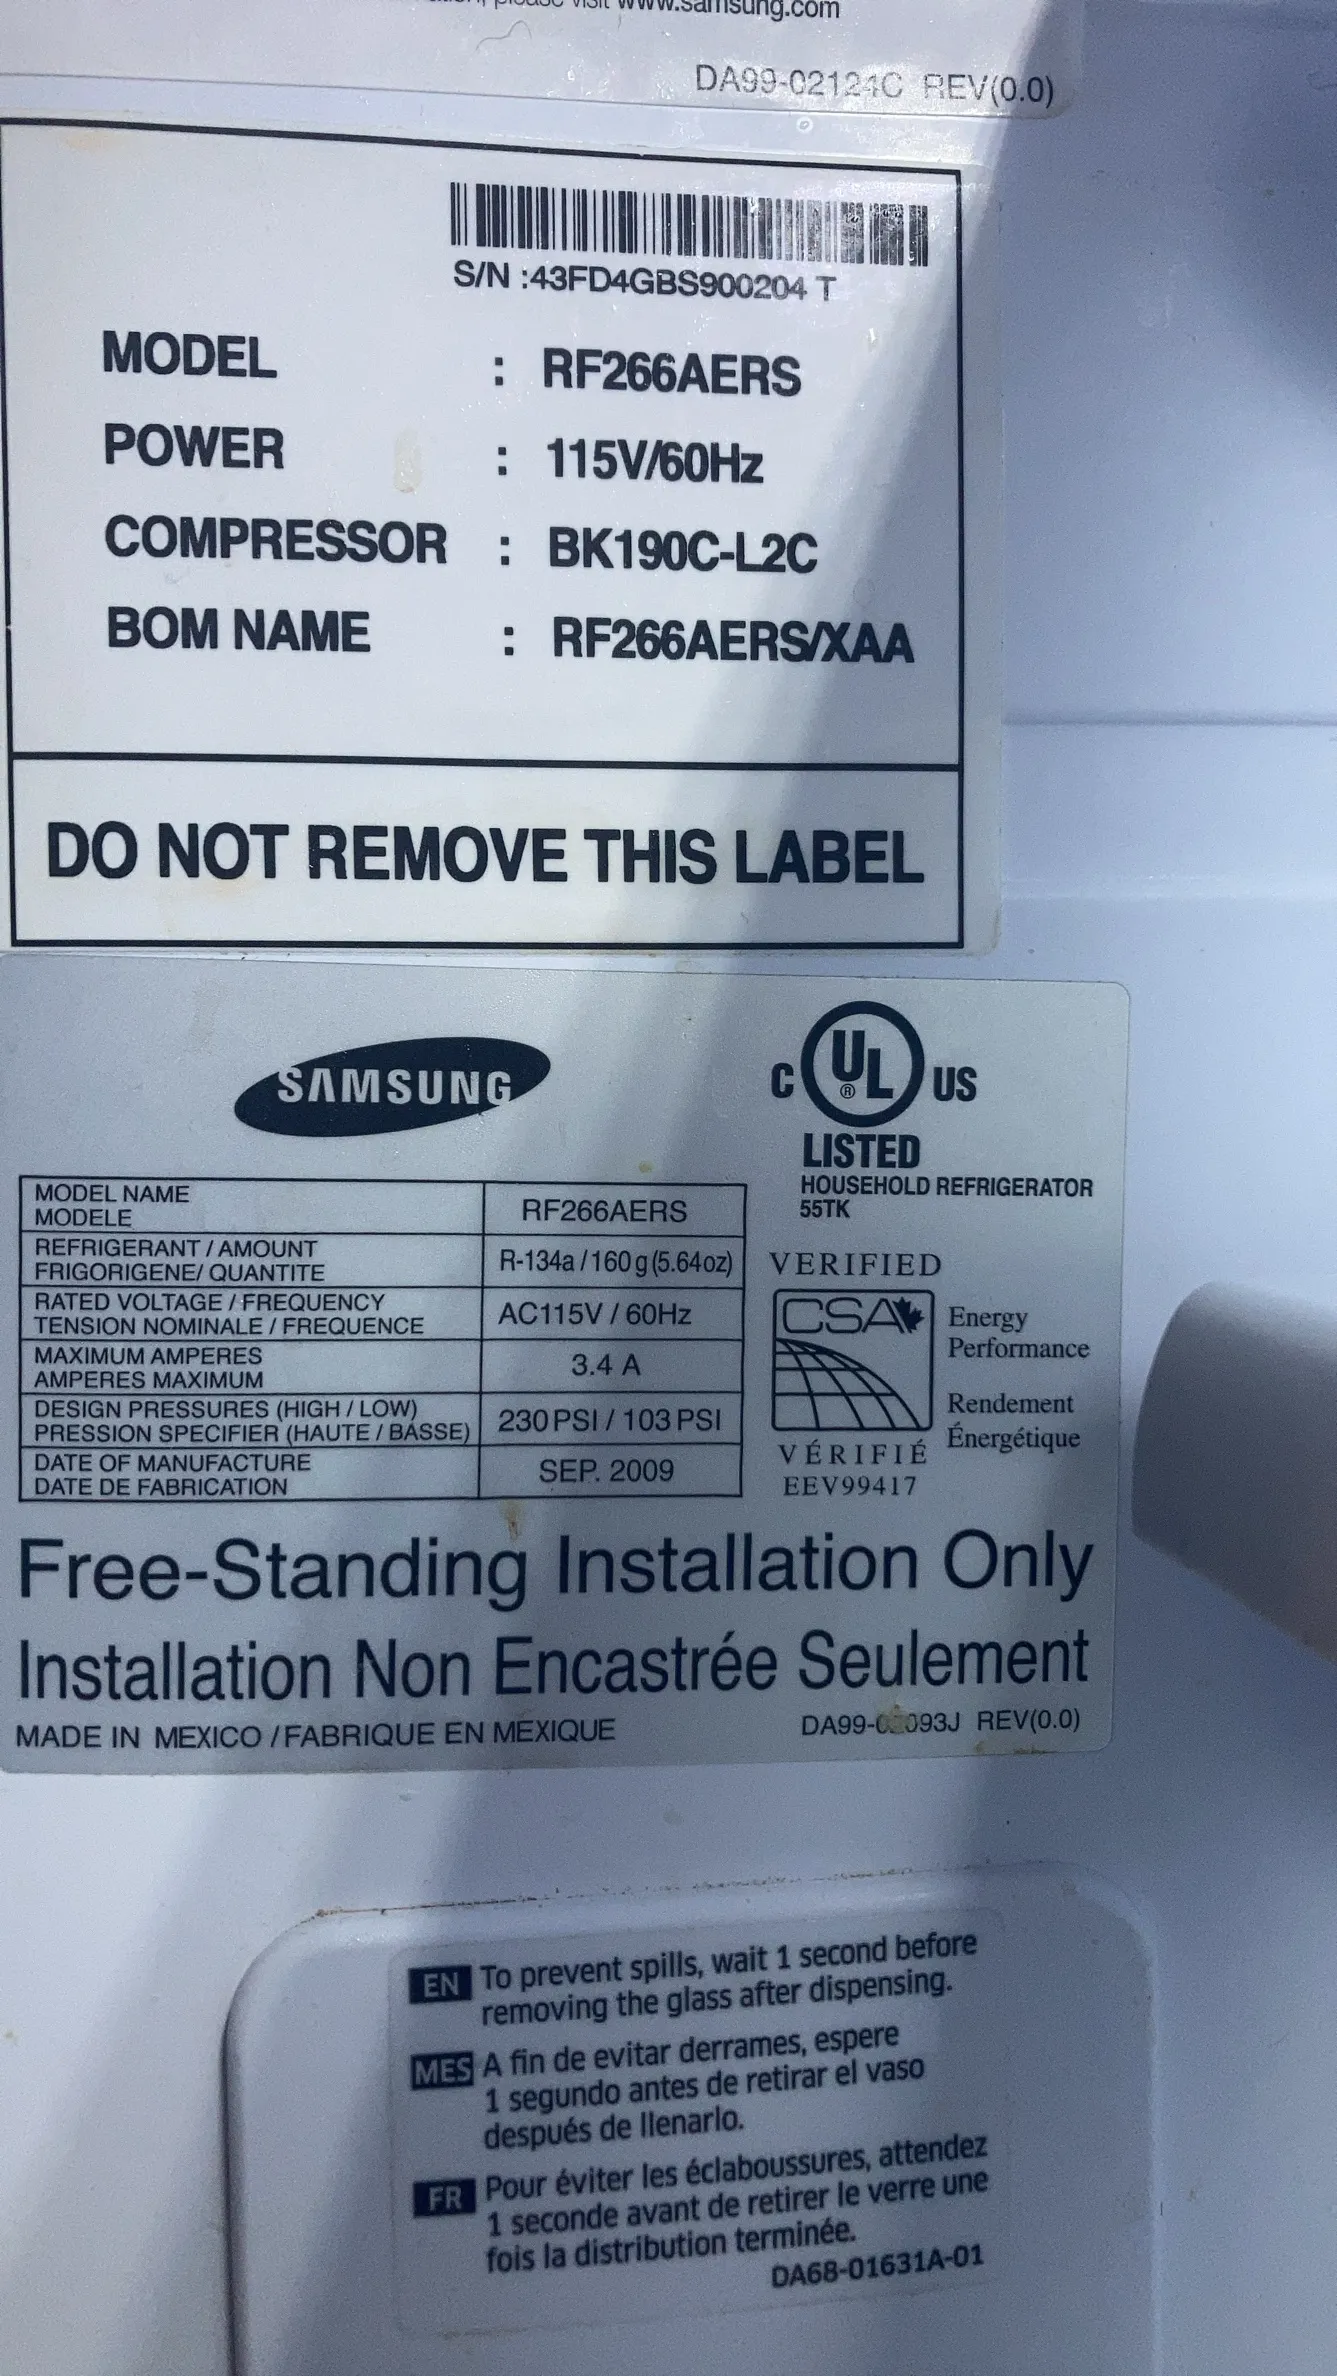 please visit www.samsung.com
DA99-02124C REV(0.0)
S/N :43FD4GBS900204 T
MODEL : RF266AERS
POWER : 115V/60Hz
COMPRESSOR : BK190C-L2C
BOM NAME : RF266AERS/XAA
DO NOT REMOVE THIS LABEL
SAMSUNG
C UL ® US
LISTED
HOUSEHOLD REFRIGERATOR
55TK
MODEL NAME
MODELE
RF266AERS
REFRIGERANT / AMOUNT
FRIGORIGENE/ QUANTITE
R-134a / 160 g (5.64oz)
RATED VOLTAGE / FREQUENCY
TENSION NOMINALE / FREQUENCE
AC115V / 60Hz
MAXIMUM AMPERES
AMPERES MAXIMUM
3.4 A
DESIGN PRESSURES (HIGH / LOW)
PRESSION SPECIFIER (HAUTE / BASSE)
230 PSI / 103 PSI
DATE OF MANUFACTURE
DATE DE FABRICATION
SEP. 2009
VERIFIED
CSA
Energy
Performance
Rendement
Énergétique
VÉRIFIÉ
EEV99417
Free-Standing Installation Only
Installation Non Encastrée Seulement
MADE IN MEXICO / FABRIQUE EN MEXIQUE
REV(0.0)
EN To prevent spills, wait 1 second before
removing the glass after dispensing.
MES A fin de evitar derrames, espere
1 segundo antes de retirar el vaso
después de llenarlo.
FR Pour éviter les éclaboussures, attendez
1 seconde avant de retirer le verre une
fois la distribution terminée.
DA68-01631A-01